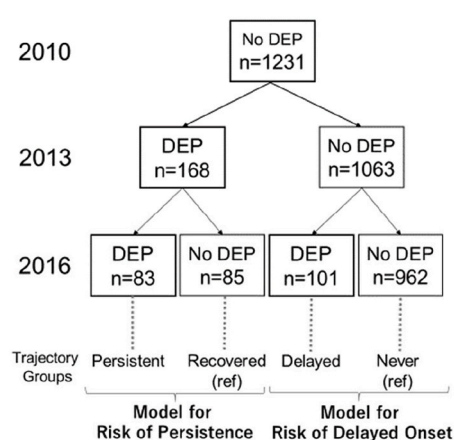 2010
No DEP
n=1231
2013
DEP
n=168
No DEP
n=1063
2016
DEP
n=83
No DEP
n=85
DEP
n=101
No DEP
n=962
Trajectory
Groups
Persistent
Recovered
(ref)
Delayed
Never
(ref)
Model for
Risk of Persistence
Model for
Risk of Delayed Onset